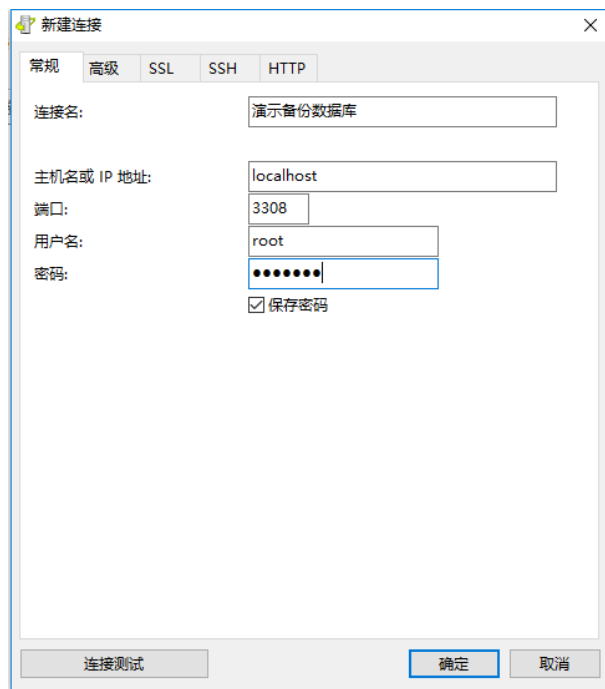 新建连接
常规 高级 SSL SSH HTTP
连接名: 演示备份数据库
主机名或 IP 地址: localhost
端口: 3308
用户名: root
密码: ●●●●●●●
保存密码
连接测试 确定 取消